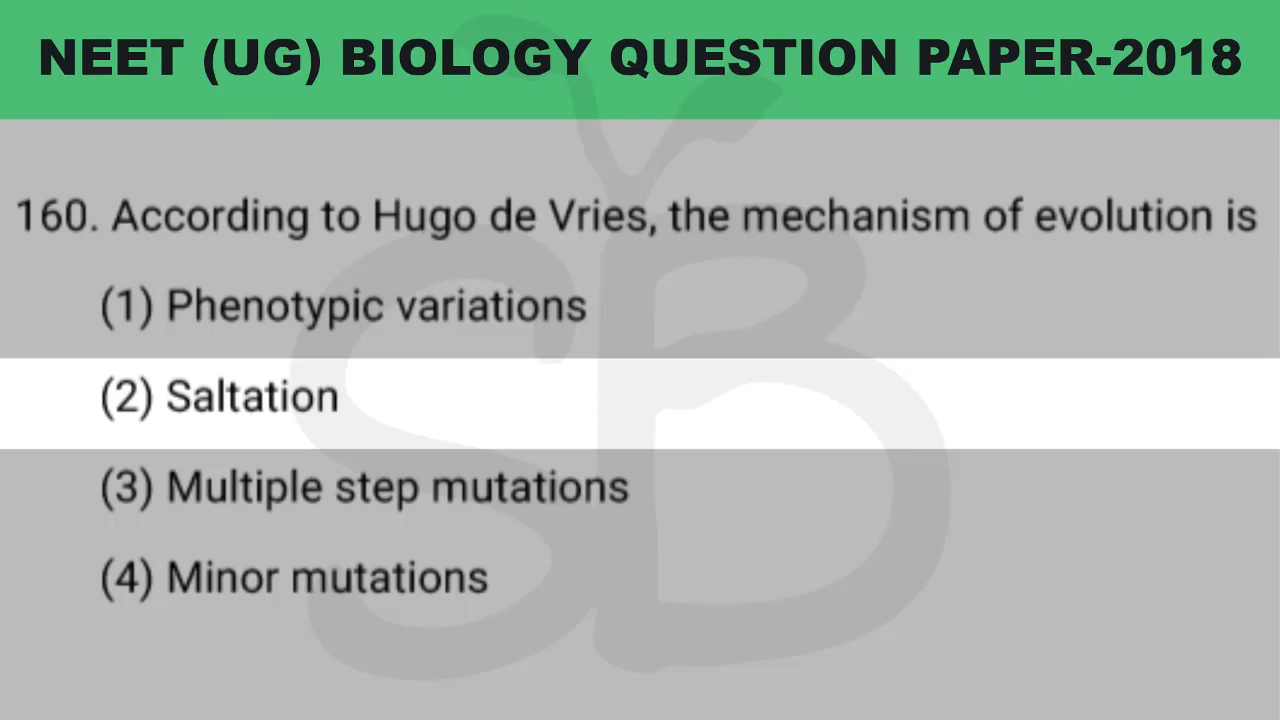 NEET (UG) BIOLOGY QUESTION PAPER-2018
160. According to Hugo de Vries, the mechanism of evolution is
(1) Phenotypic variations
(2) Saltation
(3) Multiple step mutations
(4) Minor mutations
SB